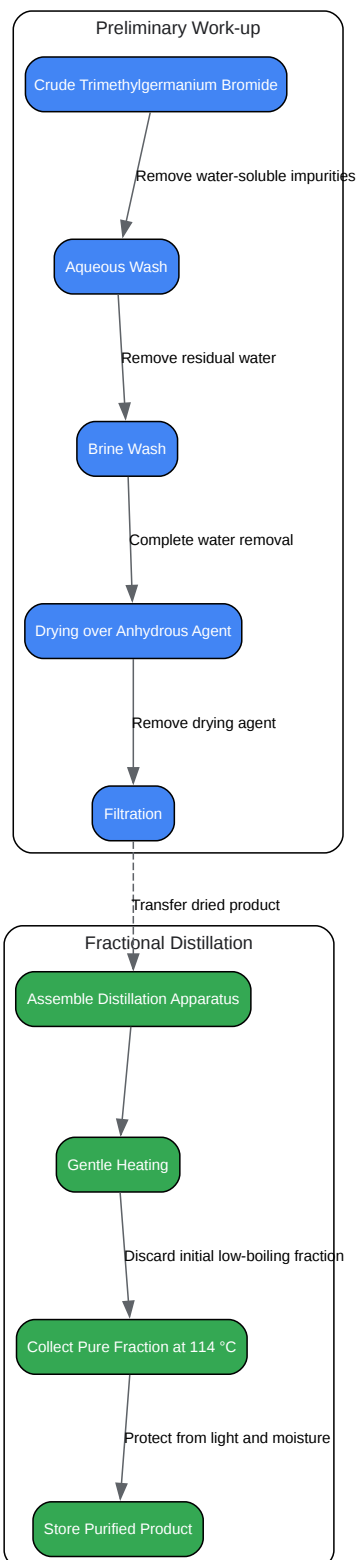 Preliminary Work-up
Crude Trimethylgermanium Bromide
Remove water-soluble impurities
Aqueous Wash
Remove residual water
Brine Wash
Complete water removal
Drying over Anhydrous Agent
Remove drying agent
Filtration
Transfer dried product
Fractional Distillation
Assemble Distillation Apparatus
Gentle Heating
Discard initial low-boiling fraction
Collect Pure Fraction at 114 °C
Protect from light and moisture
Store Purified Product